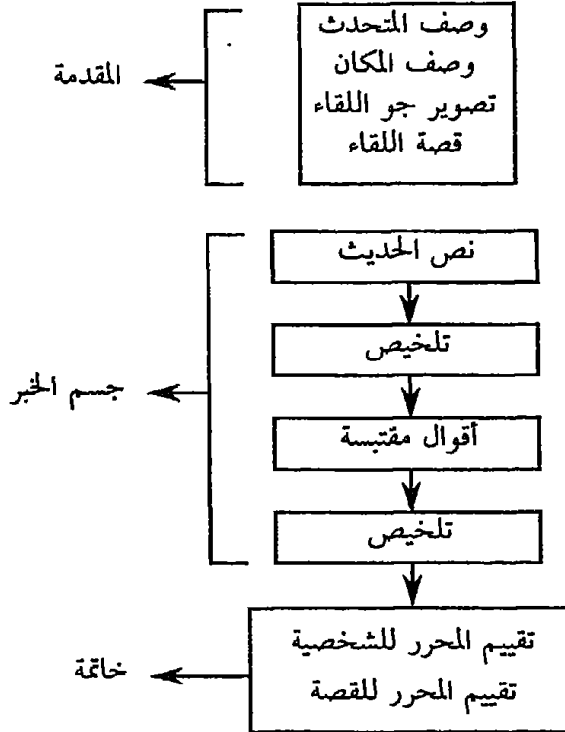 وصف المتحدث
وصف المكان
تصوير جو اللقاء
قصة اللقاء
المقدمة
نص الحديث
تلخيص
أقوال مقتبسة
تلخيص
جسم الخبر
تقييم المحرر للشخصية
تقييم المحرر للقصة
خاتمة